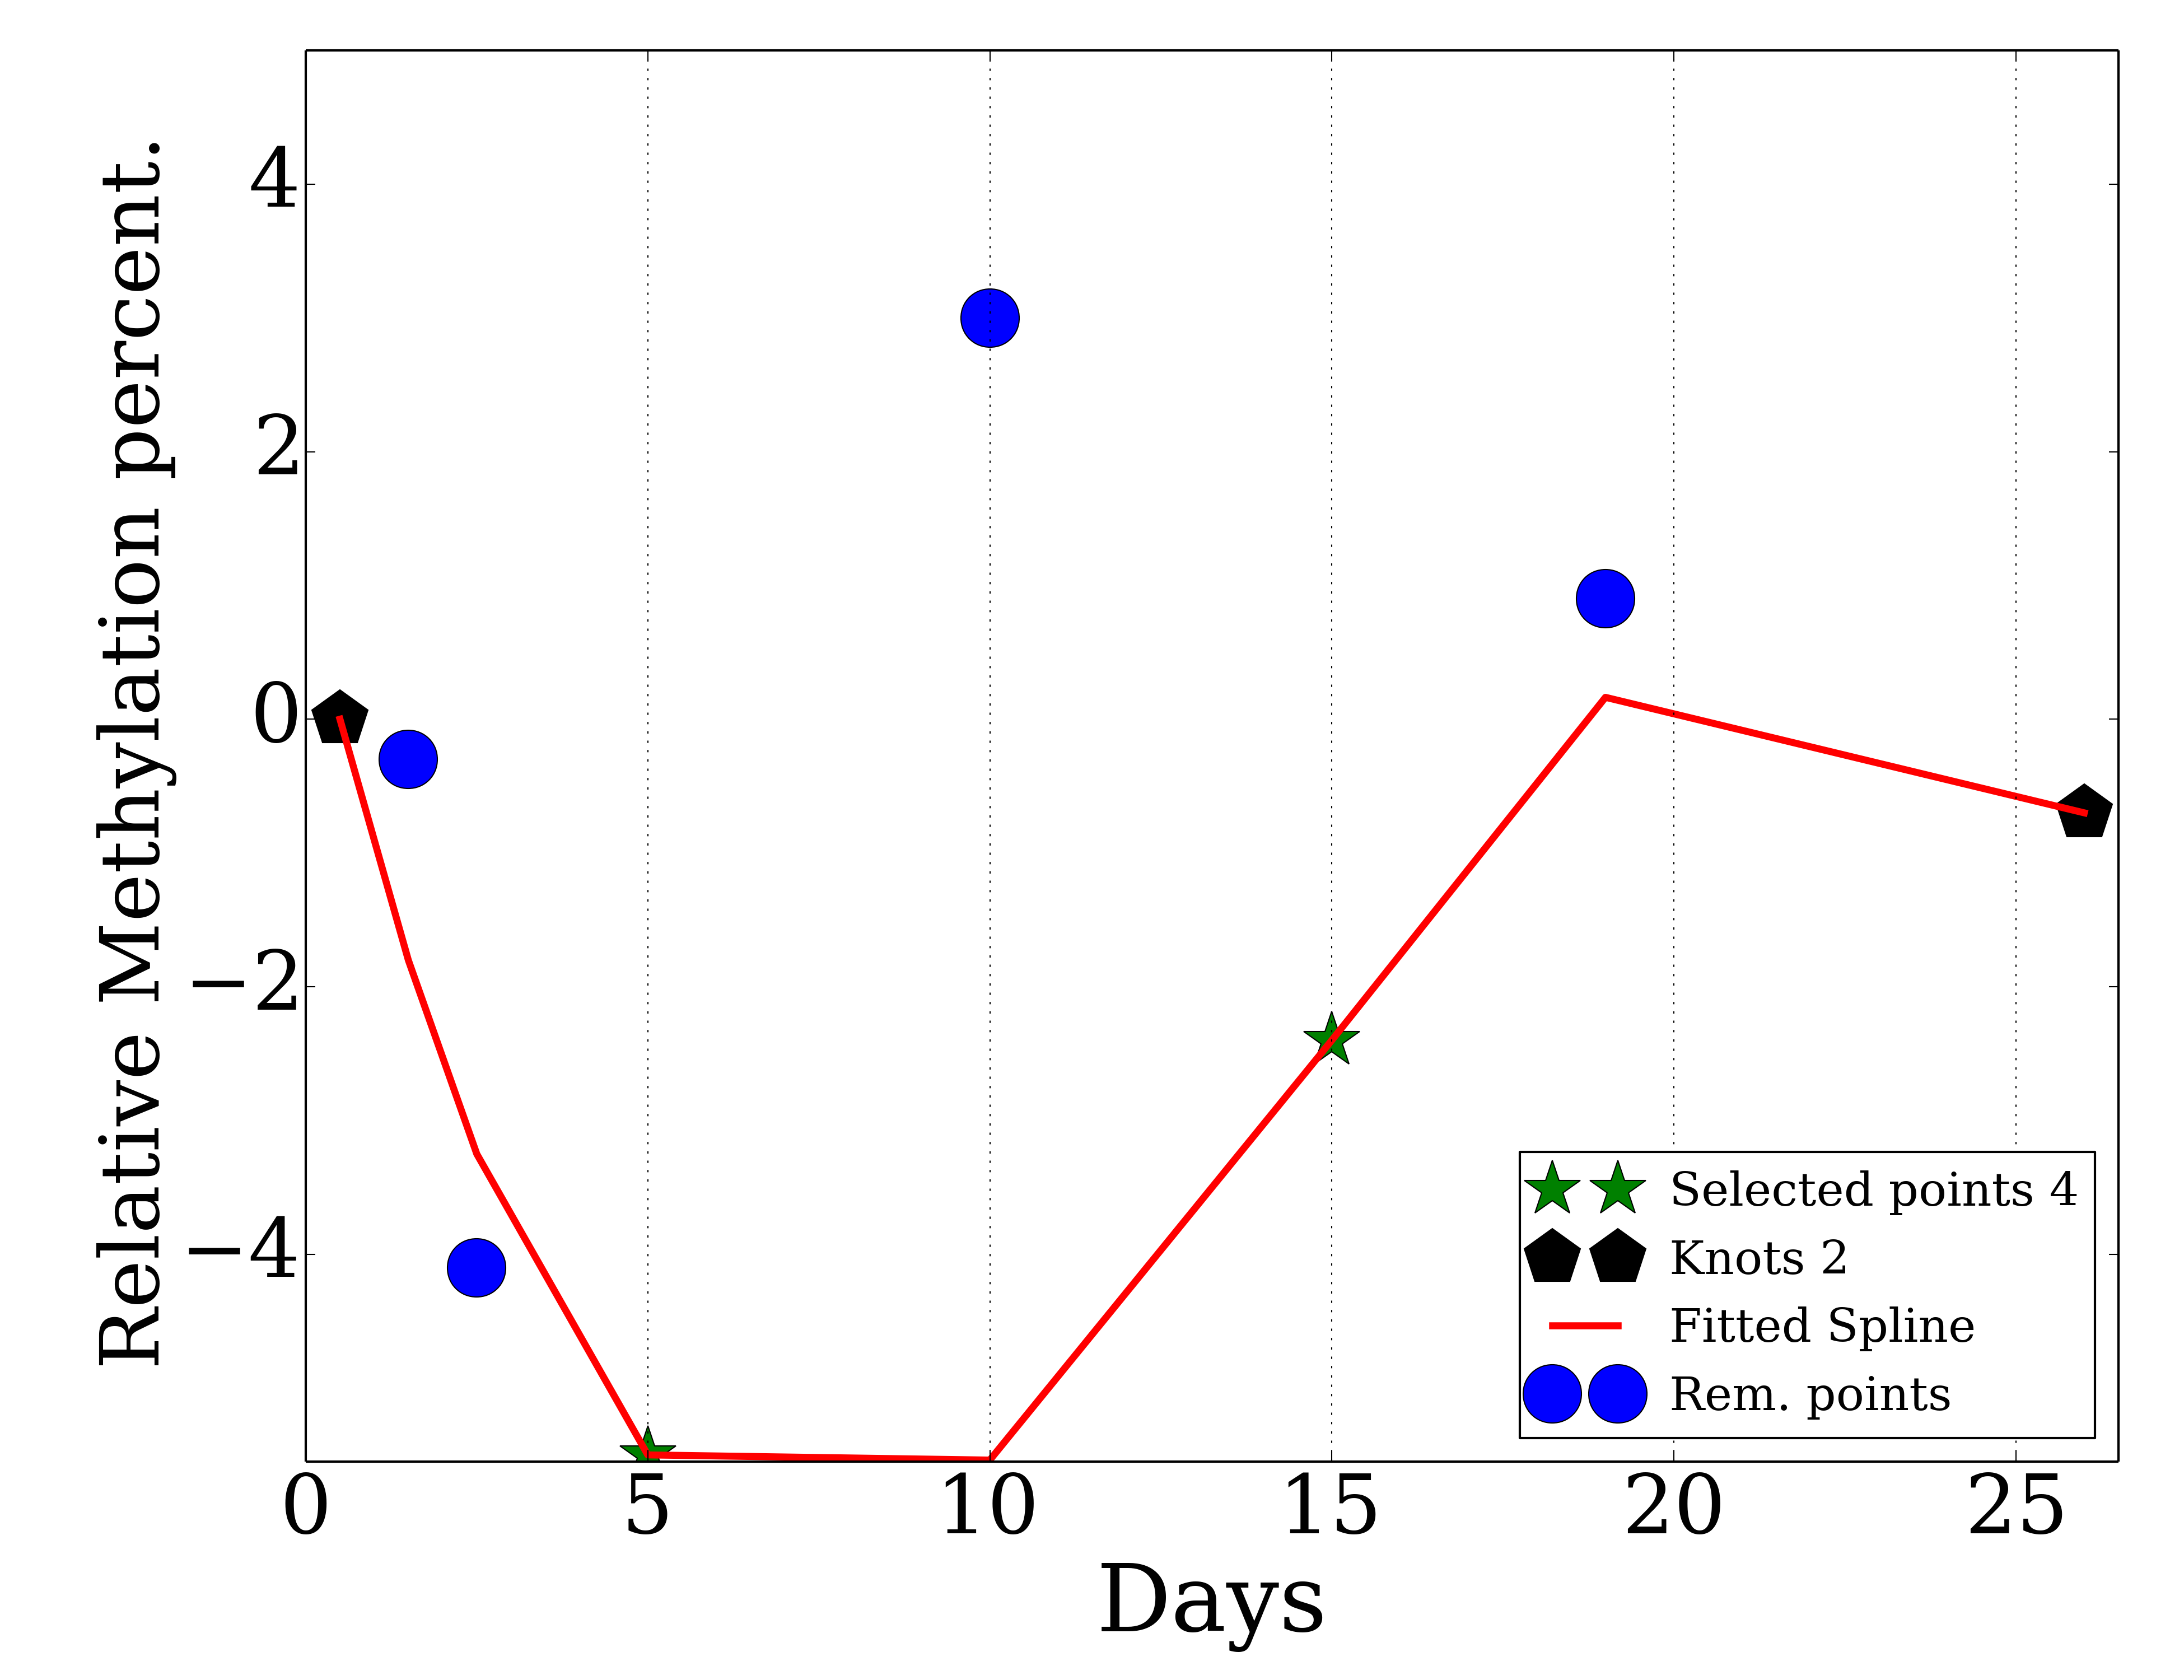 Relative Methylation percent.
4
2
0
−2
−4
0 5 10 15 20 25
Days
Selected points 4
Knots 2
Fitted Spline
Rem. points